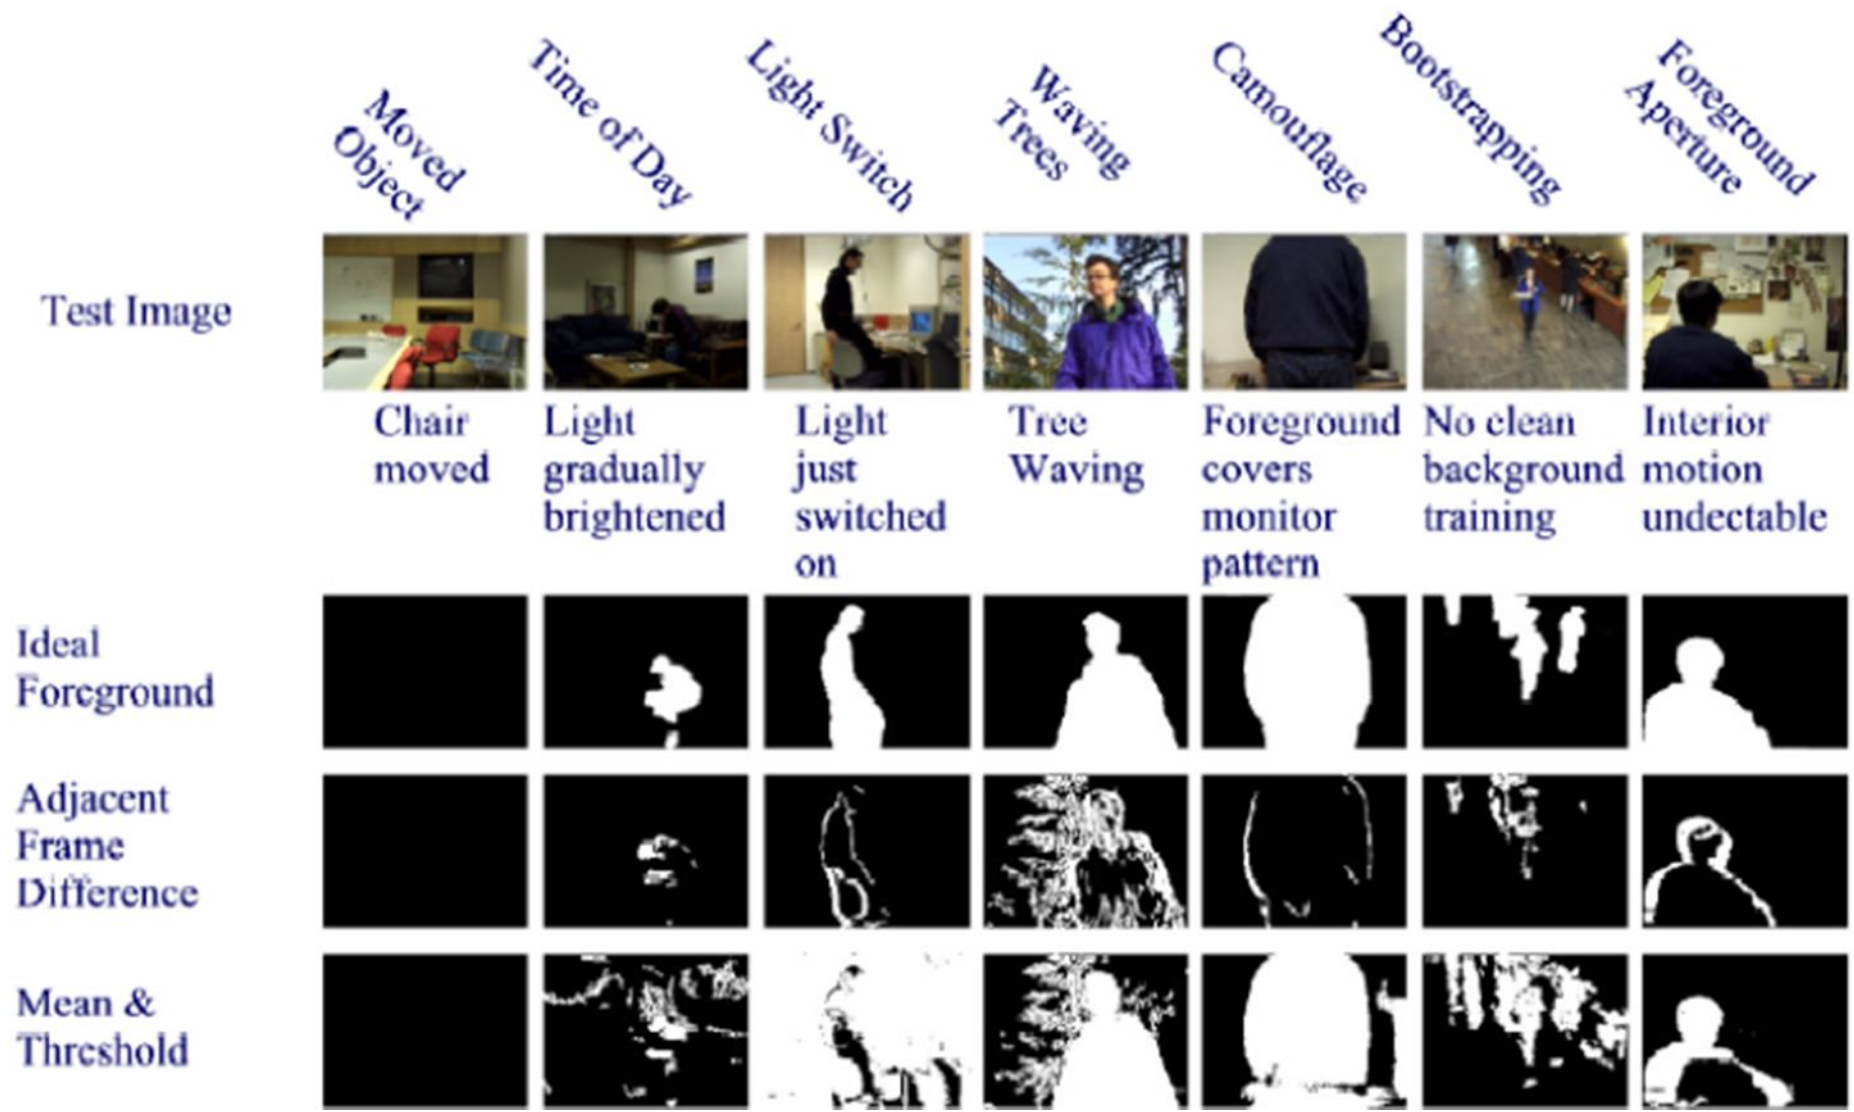 Moved
Object
Time of Day
Light Switch
Waving
Trees
Camouflage
Bootstrapping
Foreground
Aperture
Test Image
Chair
moved
Light
gradually
brightened
Light
just
switched
on
Tree
Waving
Foreground
covers
monitor
pattern
No clean
background
training
Interior
motion
undectable
Ideal
Foreground
Adjacent
Frame
Difference
Mean &
Threshold